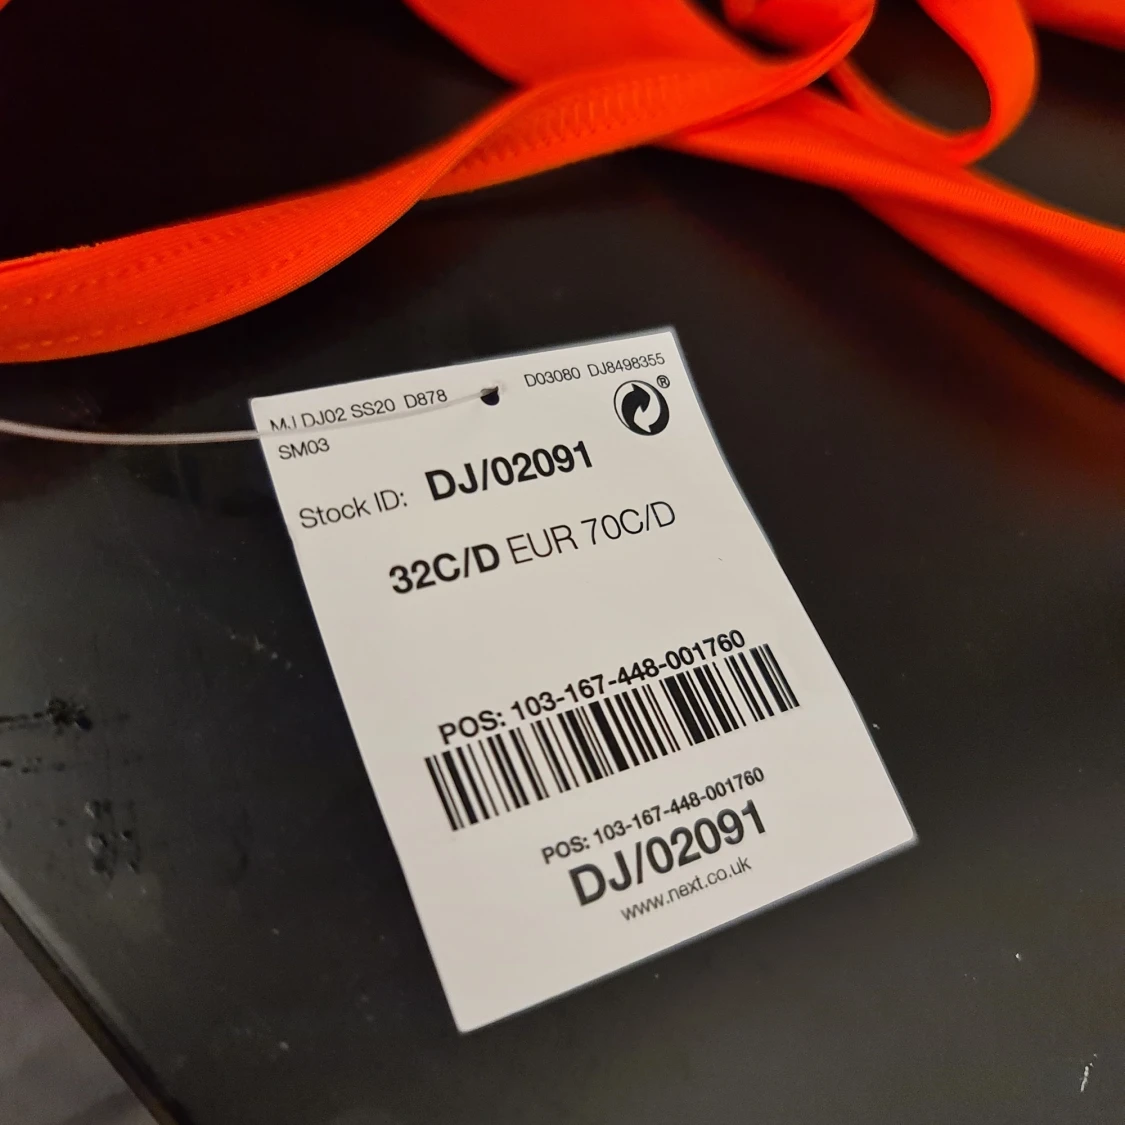 MJ DJ02 SS20 D878
D03080 DJ8498355
SM03
®
Stock ID: DJ/02091
32C/D EUR 70C/D
POS: 103-167-448-001760
POS: 103-167-448-001760
DJ/02091
www.next.co.uk